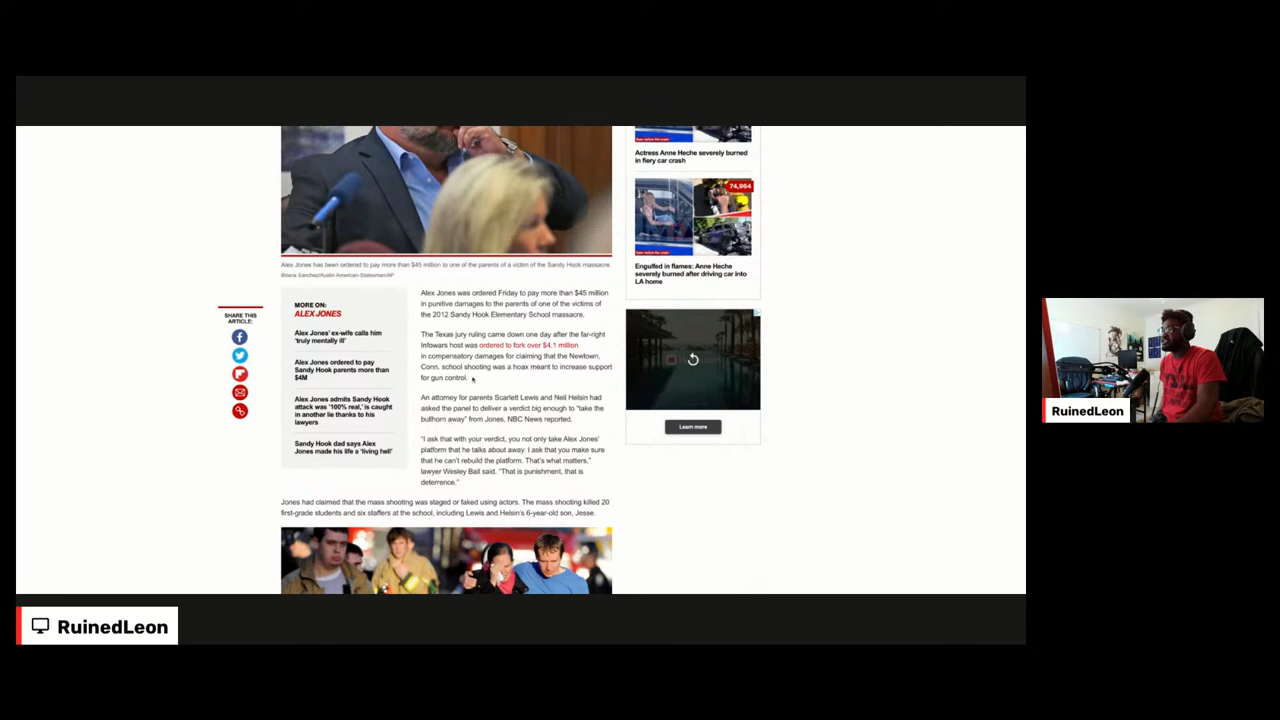 Alex Jones has been ordered to pay more than $45 million to one of the parents of a victim of the Sandy Hook massacre.
Briana Sanchez/Austin American-Statesman/AP
SHARE THIS
ARTICLE:
MORE ON:
ALEX JONES
Alex Jones' ex-wife calls him
'truly mentally ill'
Alex Jones ordered to pay
Sandy Hook parents more than
$4M
Alex Jones admits Sandy Hook
attack was '100% real,' is caught
in another lie thanks to his
lawyers
Sandy Hook dad says Alex
Jones made his life a 'living hell'
Alex Jones was ordered Friday to pay more than $45 million
in punitive damages to the parents of one of the victims of
the 2012 Sandy Hook Elementary School massacre.
The Texas jury ruling came down one day after the far-right
Infowars host was ordered to fork over $4.1 million
in compensatory damages for claiming that the Newtown,
Conn. school shooting was a hoax meant to increase support
for gun control.
An attorney for parents Scarlett Lewis and Neil Helsin had
asked the panel to deliver a verdict big enough to "take the
bullhorn away" from Jones, NBC News reported.
"I ask that with your verdict, you not only take Alex Jones'
platform that he talks about away. I ask that you make sure
that he can't rebuild the platform. That's what matters,"
lawyer Wesley Ball said. "That is punishment, that is
deterrence."
Jones had claimed that the mass shooting was staged or faked using actors. The mass shooting killed 20
first-grade students and six staffers at the school, including Lewis and Helsin's 6-year-old son, Jesse.
Actress Anne Heche severely burned
in fiery car crash
74,964
Engulfed in flames: Anne Heche
severely burned after driving car into
LA home
Learn more
RuinedLeon
RuinedLeon